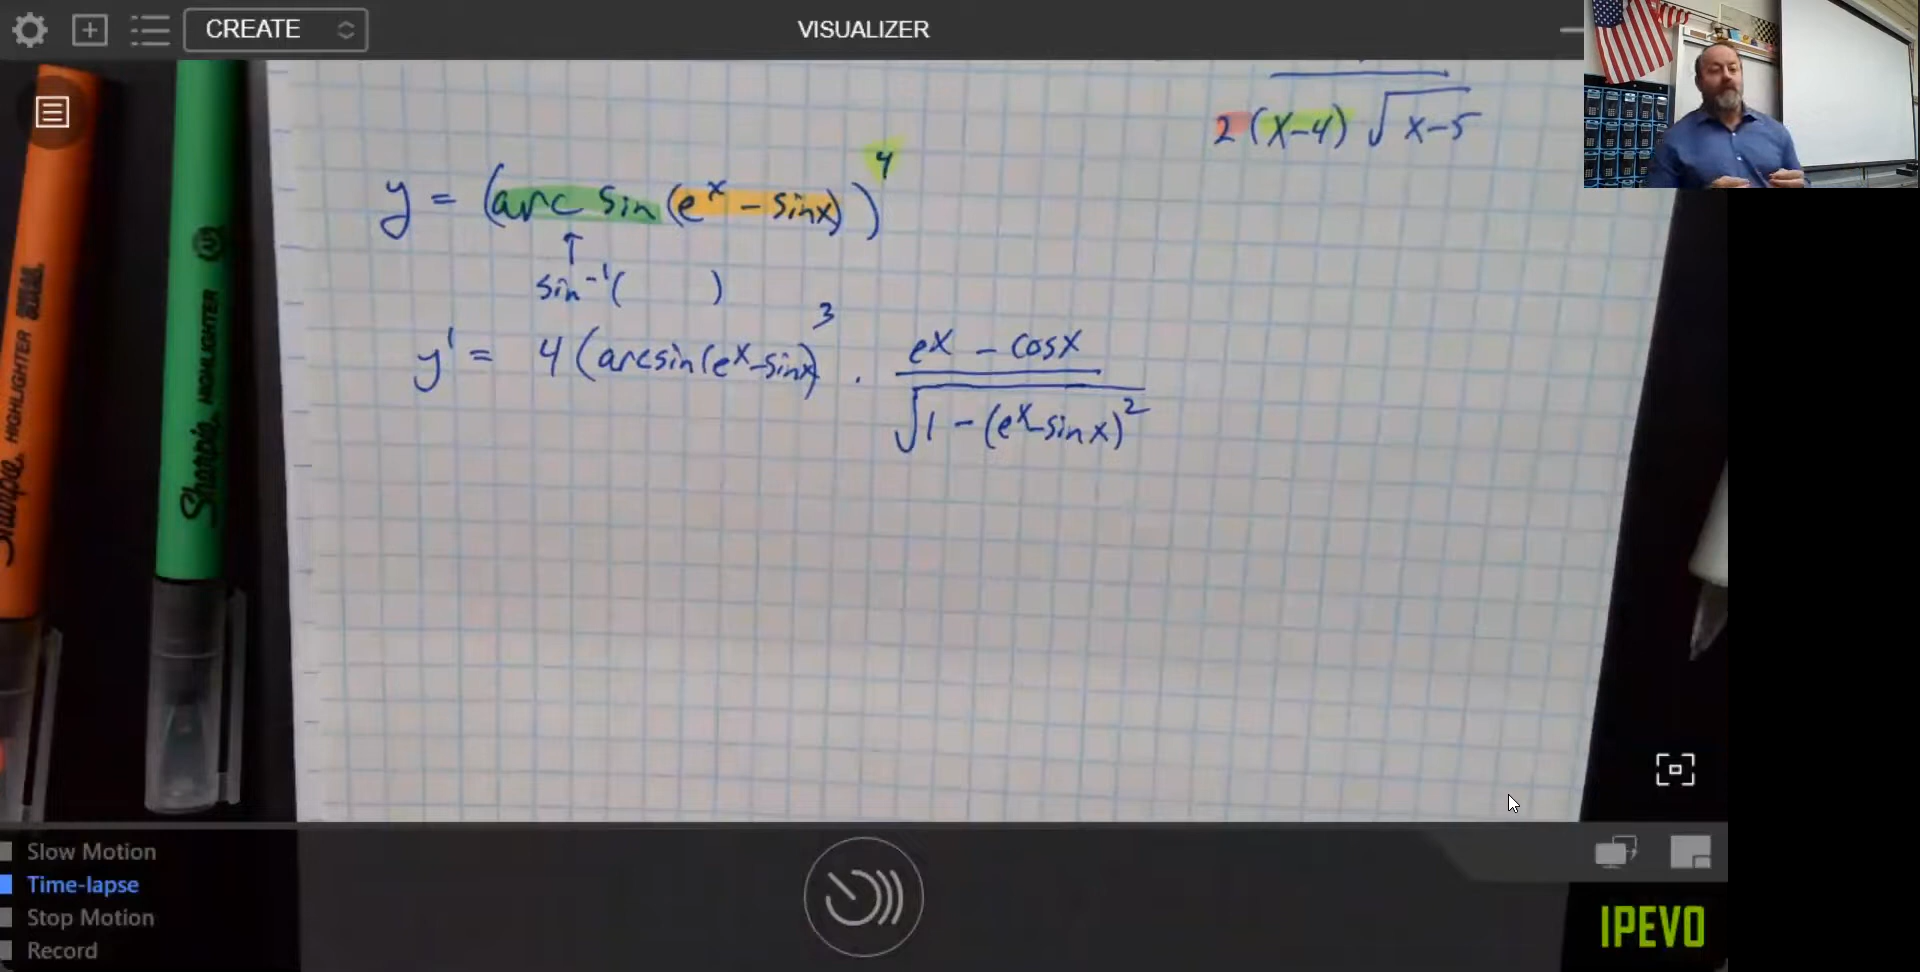 CREATE
VISUALIZER
2 (x-4) √x-5
y = (arc sin (e^x - sinx))^4
↑
sin^-1( )
y' = 4 (arcsin(e^x-sinx)^3 · e^x - cosx / √1 - (e^x-sinx)^2
Sharpie HIGHLIGHTER
Sharpie HIGHLIGHTER
Slow Motion
Time-lapse
Stop Motion
Record
IPEVO